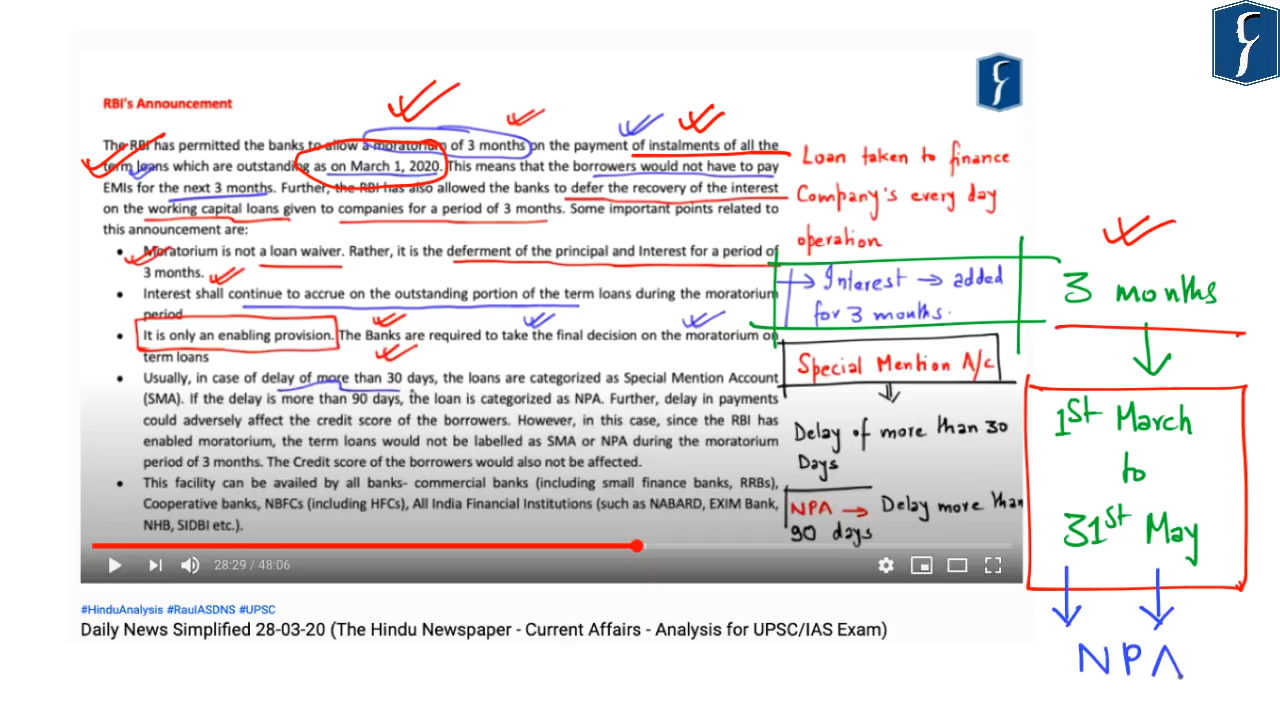 RBI's Announcement
The RBI has permitted the banks to allow a moratorium of 3 months on the payment of instalments of all the
term loans which are outstanding as on March 1, 2020. This means that the borrowers would not have to pay
EMIs for the next 3 months. Further, the RBI has also allowed the banks to defer the recovery of the interest
on the working capital loans given to companies for a period of 3 months. Some important points related to
this announcement are:
• Moratorium is not a loan waiver. Rather, it is the deferment of the principal and Interest for a period of
3 months.
• Interest shall continue to accrue on the outstanding portion of the term loans during the moratorium
period
• It is only an enabling provision. The Banks are required to take the final decision on the moratorium on
term loans
• Usually, in case of delay of more than 30 days, the loans are categorized as Special Mention Account
(SMA). If the delay is more than 90 days, the loan is categorized as NPA. Further, delay in payments
could adversely affect the credit score of the borrowers. However, in this case, since the RBI has
enabled moratorium, the term loans would not be labelled as SMA or NPA during the moratorium
period of 3 months. The Credit score of the borrowers would also not be affected.
• This facility can be availed by all banks- commercial banks (including small finance banks, RRBs),
Cooperative banks, NBFCs (including HFCs), All India Financial Institutions (such as NABARD, EXIM Bank,
NHB, SIDBI etc.).
Loan taken to finance
Company's every day
operation
→ Interest → added
for 3 months.
Special Mention A/c
Delay of more than 30
Days
NPA → Delay more than
90 days
3 months
1st March
to
31st May
NPA
28:29 / 48:06
#HinduAnalysis #RauIASDNS #UPSC
Daily News Simplified 28-03-20 (The Hindu Newspaper - Current Affairs - Analysis for UPSC/IAS Exam)